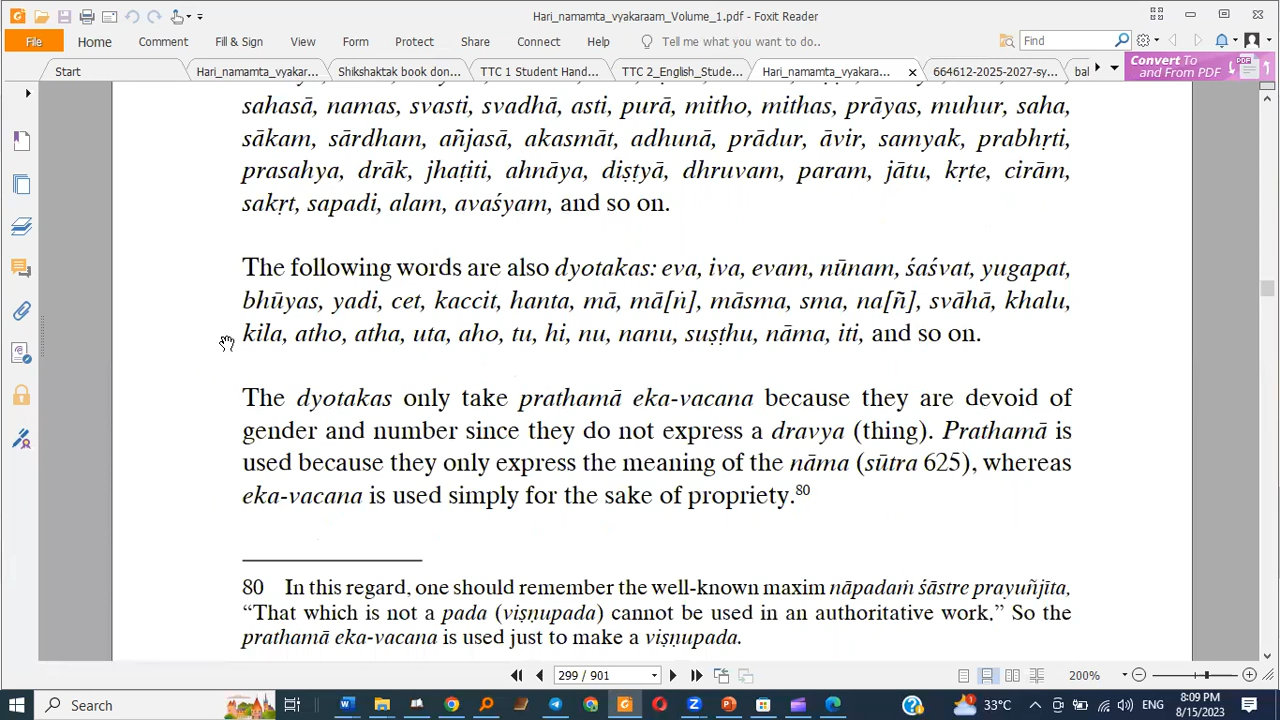 Hari_namamta_vyakaraam_Volume_1.pdf - Foxit Reader
File Home Comment Fill & Sign View Form Protect Share Connect Help Tell me what you want to do.. Find
Start Hari_namamta_vyakar... Shikshaktak book don... TTC 1 Student Hand... TTC 2_English_Stude... Hari_namamta_vyakara... 664612-2025-2027-sy... bal
Convert To
and From PDF
sahasā, namas, svasti, svadhā, asti, purā, mitho, mithas, prāyas, muhur, saha,
sākam, sārdham, añjasā, akasmāt, adhunā, prādur, āvir, samyak, prabhṛti,
prasahya, drāk, jhaṭiti, ahnāya, diṣṭyā, dhruvam, param, jātu, kṛte, cirām,
sakṛt, sapadi, alam, avaśyam, and so on.
The following words are also dyotakas: eva, iva, evam, nūnam, śaśvat, yugapat,
bhūyas, yadi, cet, kaccit, hanta, mā, mā[ṅ], māsma, sma, na[ñ], svāhā, khalu,
kila, atho, atha, uta, aho, tu, hi, nu, nanu, suṣṭhu, nāma, iti, and so on.
The dyotakas only take prathamā eka-vacana because they are devoid of
gender and number since they do not express a dravya (thing). Prathamā is
used because they only express the meaning of the nāma (sūtra 625), whereas
eka-vacana is used simply for the sake of propriety.80
80 In this regard, one should remember the well-known maxim nāpadaṁ śāstre prayuñjīta,
“That which is not a pada (viṣṇupada) cannot be used in an authoritative work.” So the
prathamā eka-vacana is used just to make a viṣṇupada.
299 / 901 200%
Search 33°C ENG 8:09 PM
8/15/2023